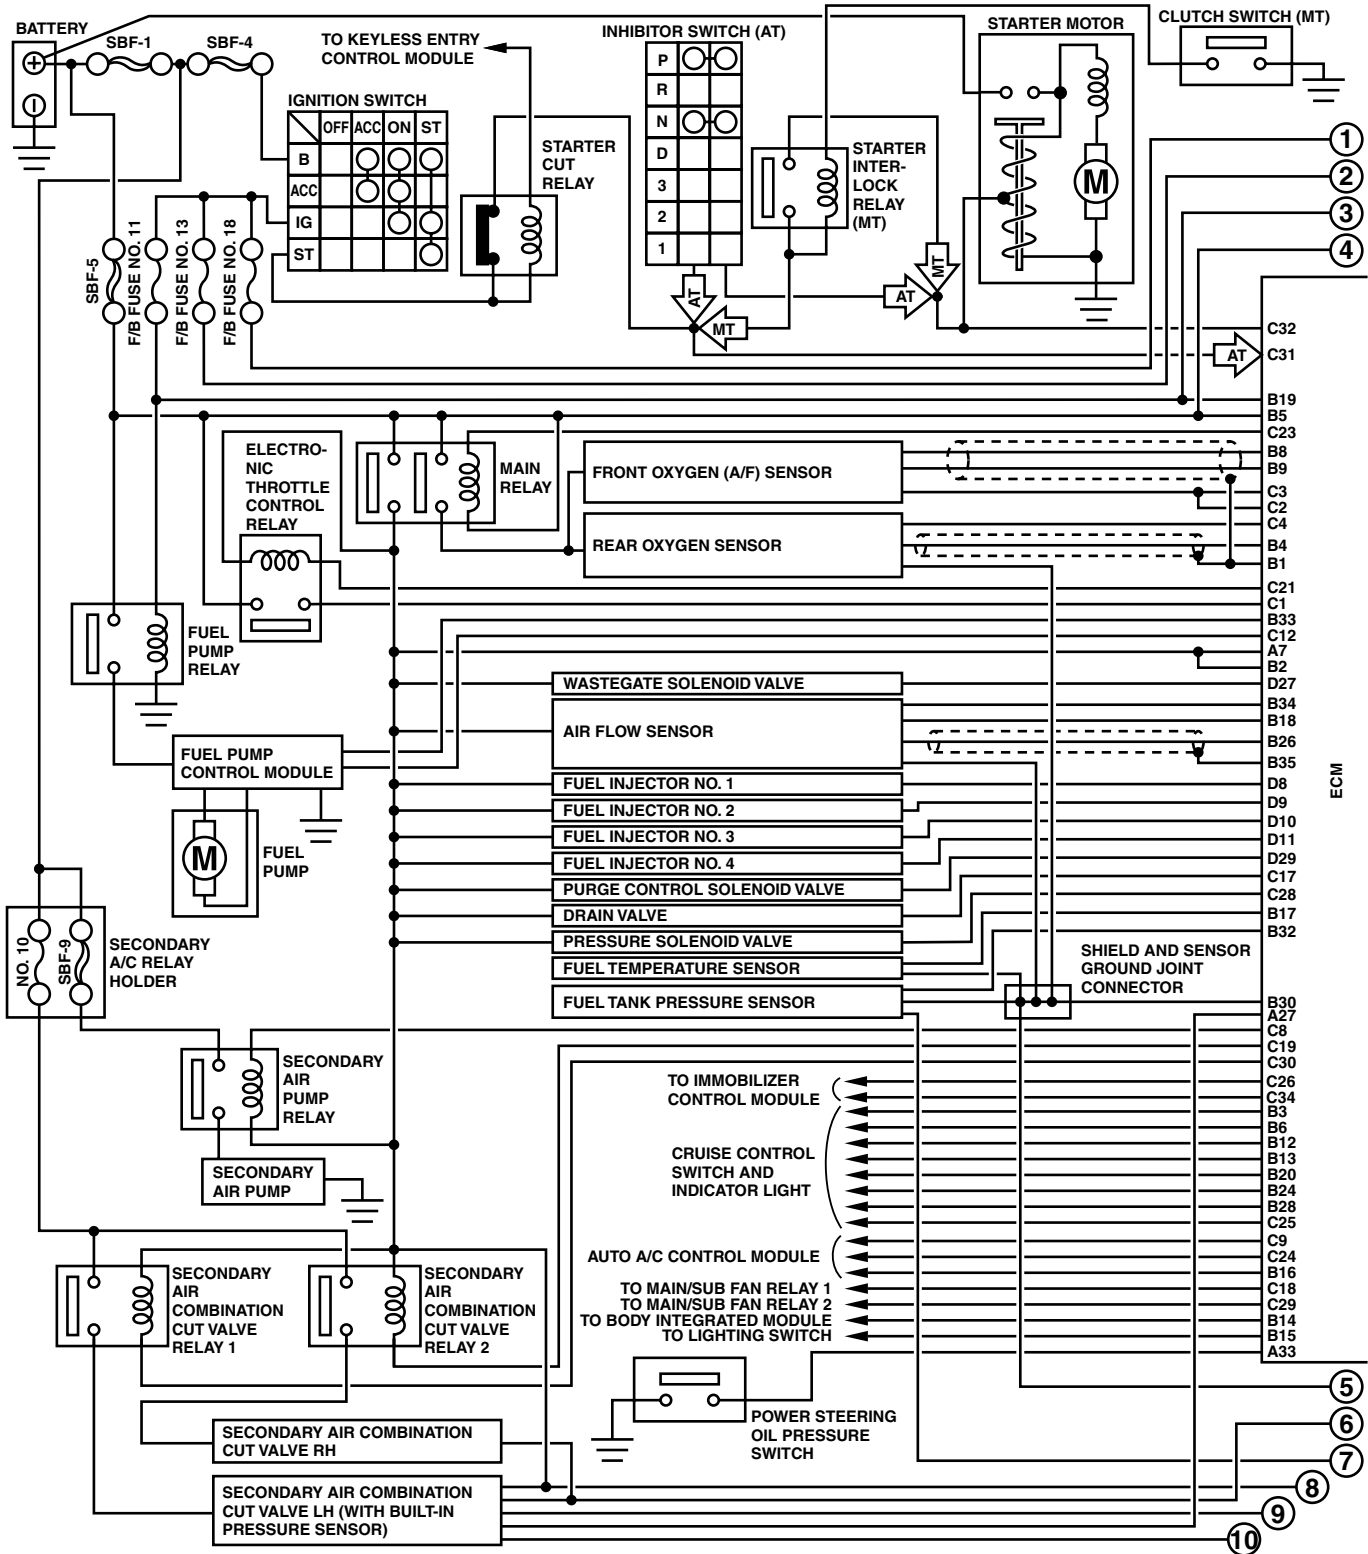 BATTERY
SBF-1
SBF-4
TO KEYLESS ENTRY
CONTROL MODULE
INHIBITOR SWITCH (AT)
STARTER MOTOR
CLUTCH SWITCH (MT)
IGNITION SWITCH
OFF ACC ON ST
B
ACC
IG
ST
STARTER
CUT
RELAY
P
R
N
D
3
2
1
STARTER
INTER-
LOCK
RELAY
(MT)
M
1
2
3
4
SBF-5
F/B FUSE NO. 11
F/B FUSE NO. 13
F/B FUSE NO. 18
AT
MT
AT
MT
AT
C32
C31
B19
B5
C23
B8
B9
C3
C2
C4
B4
B1
C21
C1
B33
C12
A7
B2
D27
B34
B18
B26
B35
D8
D9
D10
D11
D29
C17
C28
B17
B32
B30
A27
C8
C19
C30
C26
C34
B3
B6
B12
B13
B20
B24
B28
C25
C9
C24
B16
C18
C29
B14
B15
A33
ECM
ELECTRO-
NIC
THROTTLE
CONTROL
RELAY
MAIN
RELAY
FRONT OXYGEN (A/F) SENSOR
REAR OXYGEN SENSOR
FUEL
PUMP
RELAY
WASTEGATE SOLENOID VALVE
AIR FLOW SENSOR
FUEL PUMP
CONTROL MODULE
FUEL INJECTOR NO. 1
FUEL INJECTOR NO. 2
FUEL INJECTOR NO. 3
FUEL INJECTOR NO. 4
PURGE CONTROL SOLENOID VALVE
DRAIN VALVE
PRESSURE SOLENOID VALVE
FUEL TEMPERATURE SENSOR
FUEL TANK PRESSURE SENSOR
M
FUEL
PUMP
NO. 10
SBF-9
SECONDARY
A/C RELAY
HOLDER
SHIELD AND SENSOR
GROUND JOINT
CONNECTOR
SECONDARY
AIR
PUMP
RELAY
SECONDARY
AIR PUMP
TO IMMOBILIZER
CONTROL MODULE
CRUISE CONTROL
SWITCH AND
INDICATOR LIGHT
AUTO A/C CONTROL MODULE
TO MAIN/SUB FAN RELAY 1
TO MAIN/SUB FAN RELAY 2
TO BODY INTEGRATED MODULE
TO LIGHTING SWITCH
SECONDARY
AIR
COMBINATION
CUT VALVE
RELAY 1
SECONDARY
AIR
COMBINATION
CUT VALVE
RELAY 2
POWER STEERING
OIL PRESSURE
SWITCH
SECONDARY AIR COMBINATION
CUT VALVE RH
SECONDARY AIR COMBINATION
CUT VALVE LH (WITH BUILT-IN
PRESSURE SENSOR)
5
6
7
8
9
10